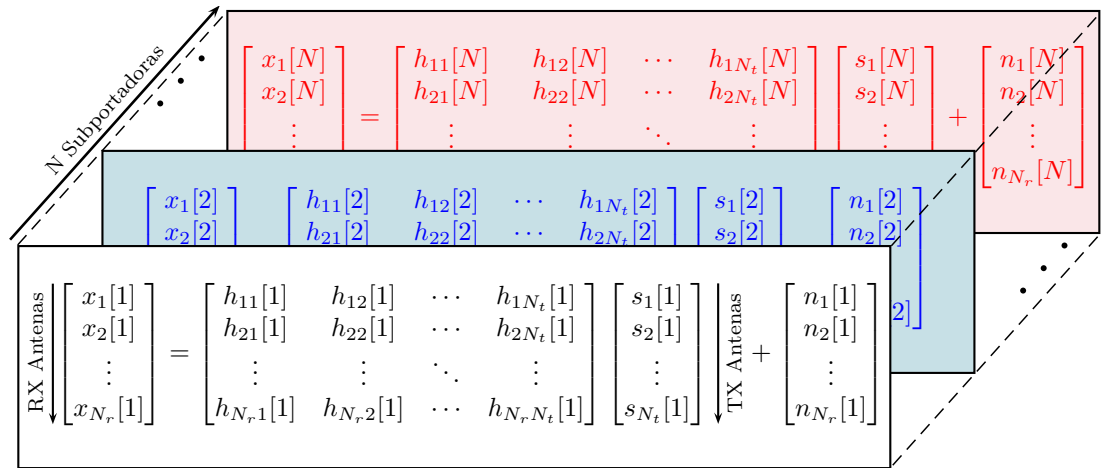 N Subportadoras
x_1[N] = h_{11}[N] h_{12}[N] ⋯ h_{1N_t}[N] s_1[N] + n_1[N]
x_2[N] h_{21}[N] h_{22}[N] ⋯ h_{2N_t}[N] s_2[N] n_2[N]
⋮ ⋮ ⋮ ⋱ ⋮ ⋮ ⋮
n_{N_r}[N]
x_1[2] h_{11}[2] h_{12}[2] ⋯ h_{1N_t}[2] s_1[2] n_1[2]
x_2[2] h_{21}[2] h_{22}[2] ⋯ h_{2N_t}[2] s_2[2] n_2[2]
2]
RX Antenas
x_1[1] h_{11}[1] h_{12}[1] ⋯ h_{1N_t}[1] s_1[1] n_1[1]
x_2[1] h_{21}[1] h_{22}[1] ⋯ h_{2N_t}[1] s_2[1] n_2[1]
⋮ = ⋮ ⋮ ⋱ ⋮ ⋮ + ⋮
x_{N_r}[1] h_{N_r1}[1] h_{N_r2}[1] ⋯ h_{N_rN_t}[1] s_{N_t}[1] n_{N_r}[1]
TX Antenas